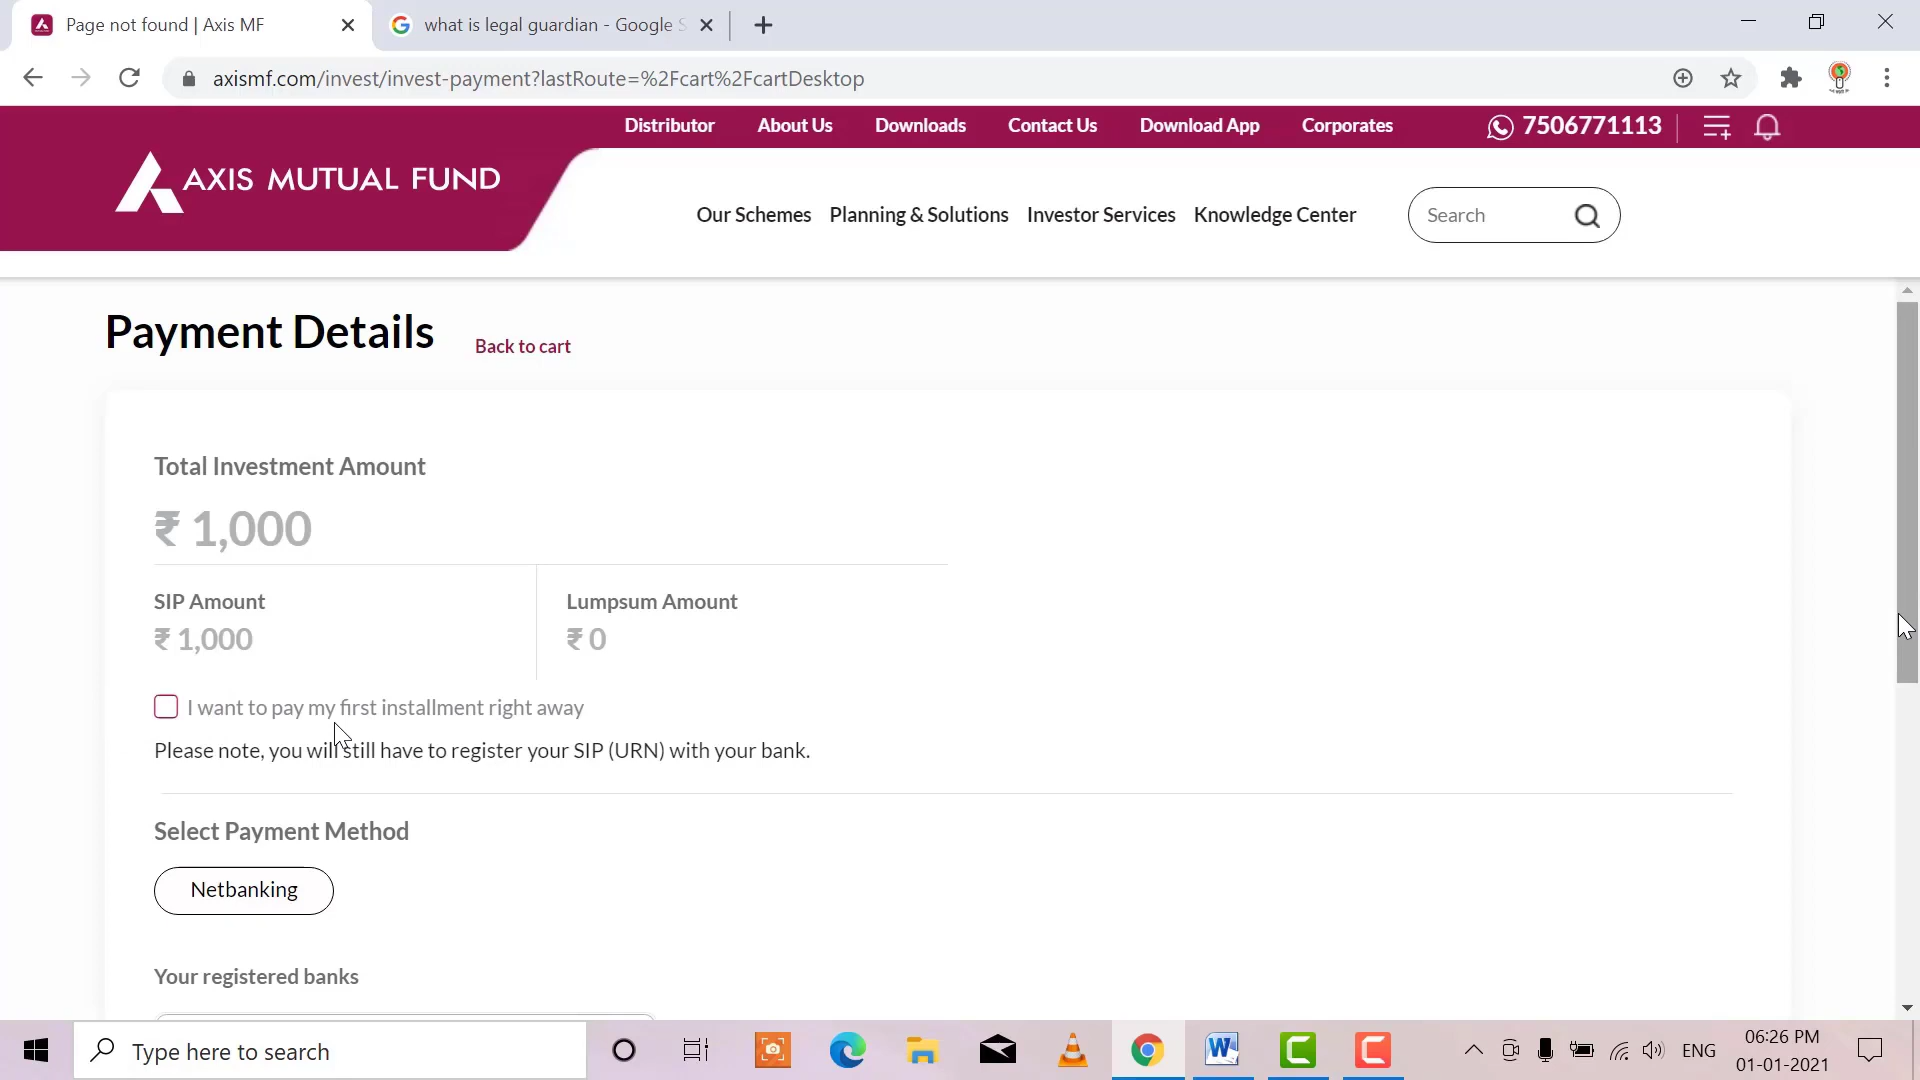 Page not found | Axis MF
what is legal guardian - Google S
axismf.com/invest/invest-payment?lastRoute=%2Fcart%2FcartDesktop
Distributor About Us Downloads Contact Us Download App Corporates 7506771113
AXIS MUTUAL FUND
Our Schemes Planning & Solutions Investor Services Knowledge Center Search
Payment Details Back to cart
Total Investment Amount
₹ 1,000
SIP Amount Lumpsum Amount
₹ 1,000 ₹ 0
I want to pay my first installment right away
Please note, you will still have to register your SIP (URN) with your bank.
Select Payment Method
Netbanking
Your registered banks
Type here to search
ENG
06:26 PM
01-01-2021